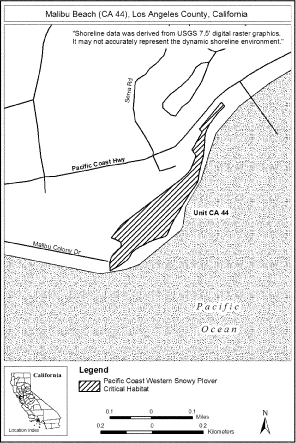 Malibu Beach (CA 44), Los Angeles County, California
"Shoreline data was derived from USGS 7.5' digital raster graphics.
It may not accurately represent the dynamic shoreline environment."
Serra Rd
Pacific Coast Hwy
Unit CA 44
Malibu Colony Dr
Pacific
Ocean
California
Location Index
Legend
Pacific Coast Western Snowy Plover
Critical Habitat
0.1 0 0.1
Miles
0.2 0 0.2
Kilometers
N